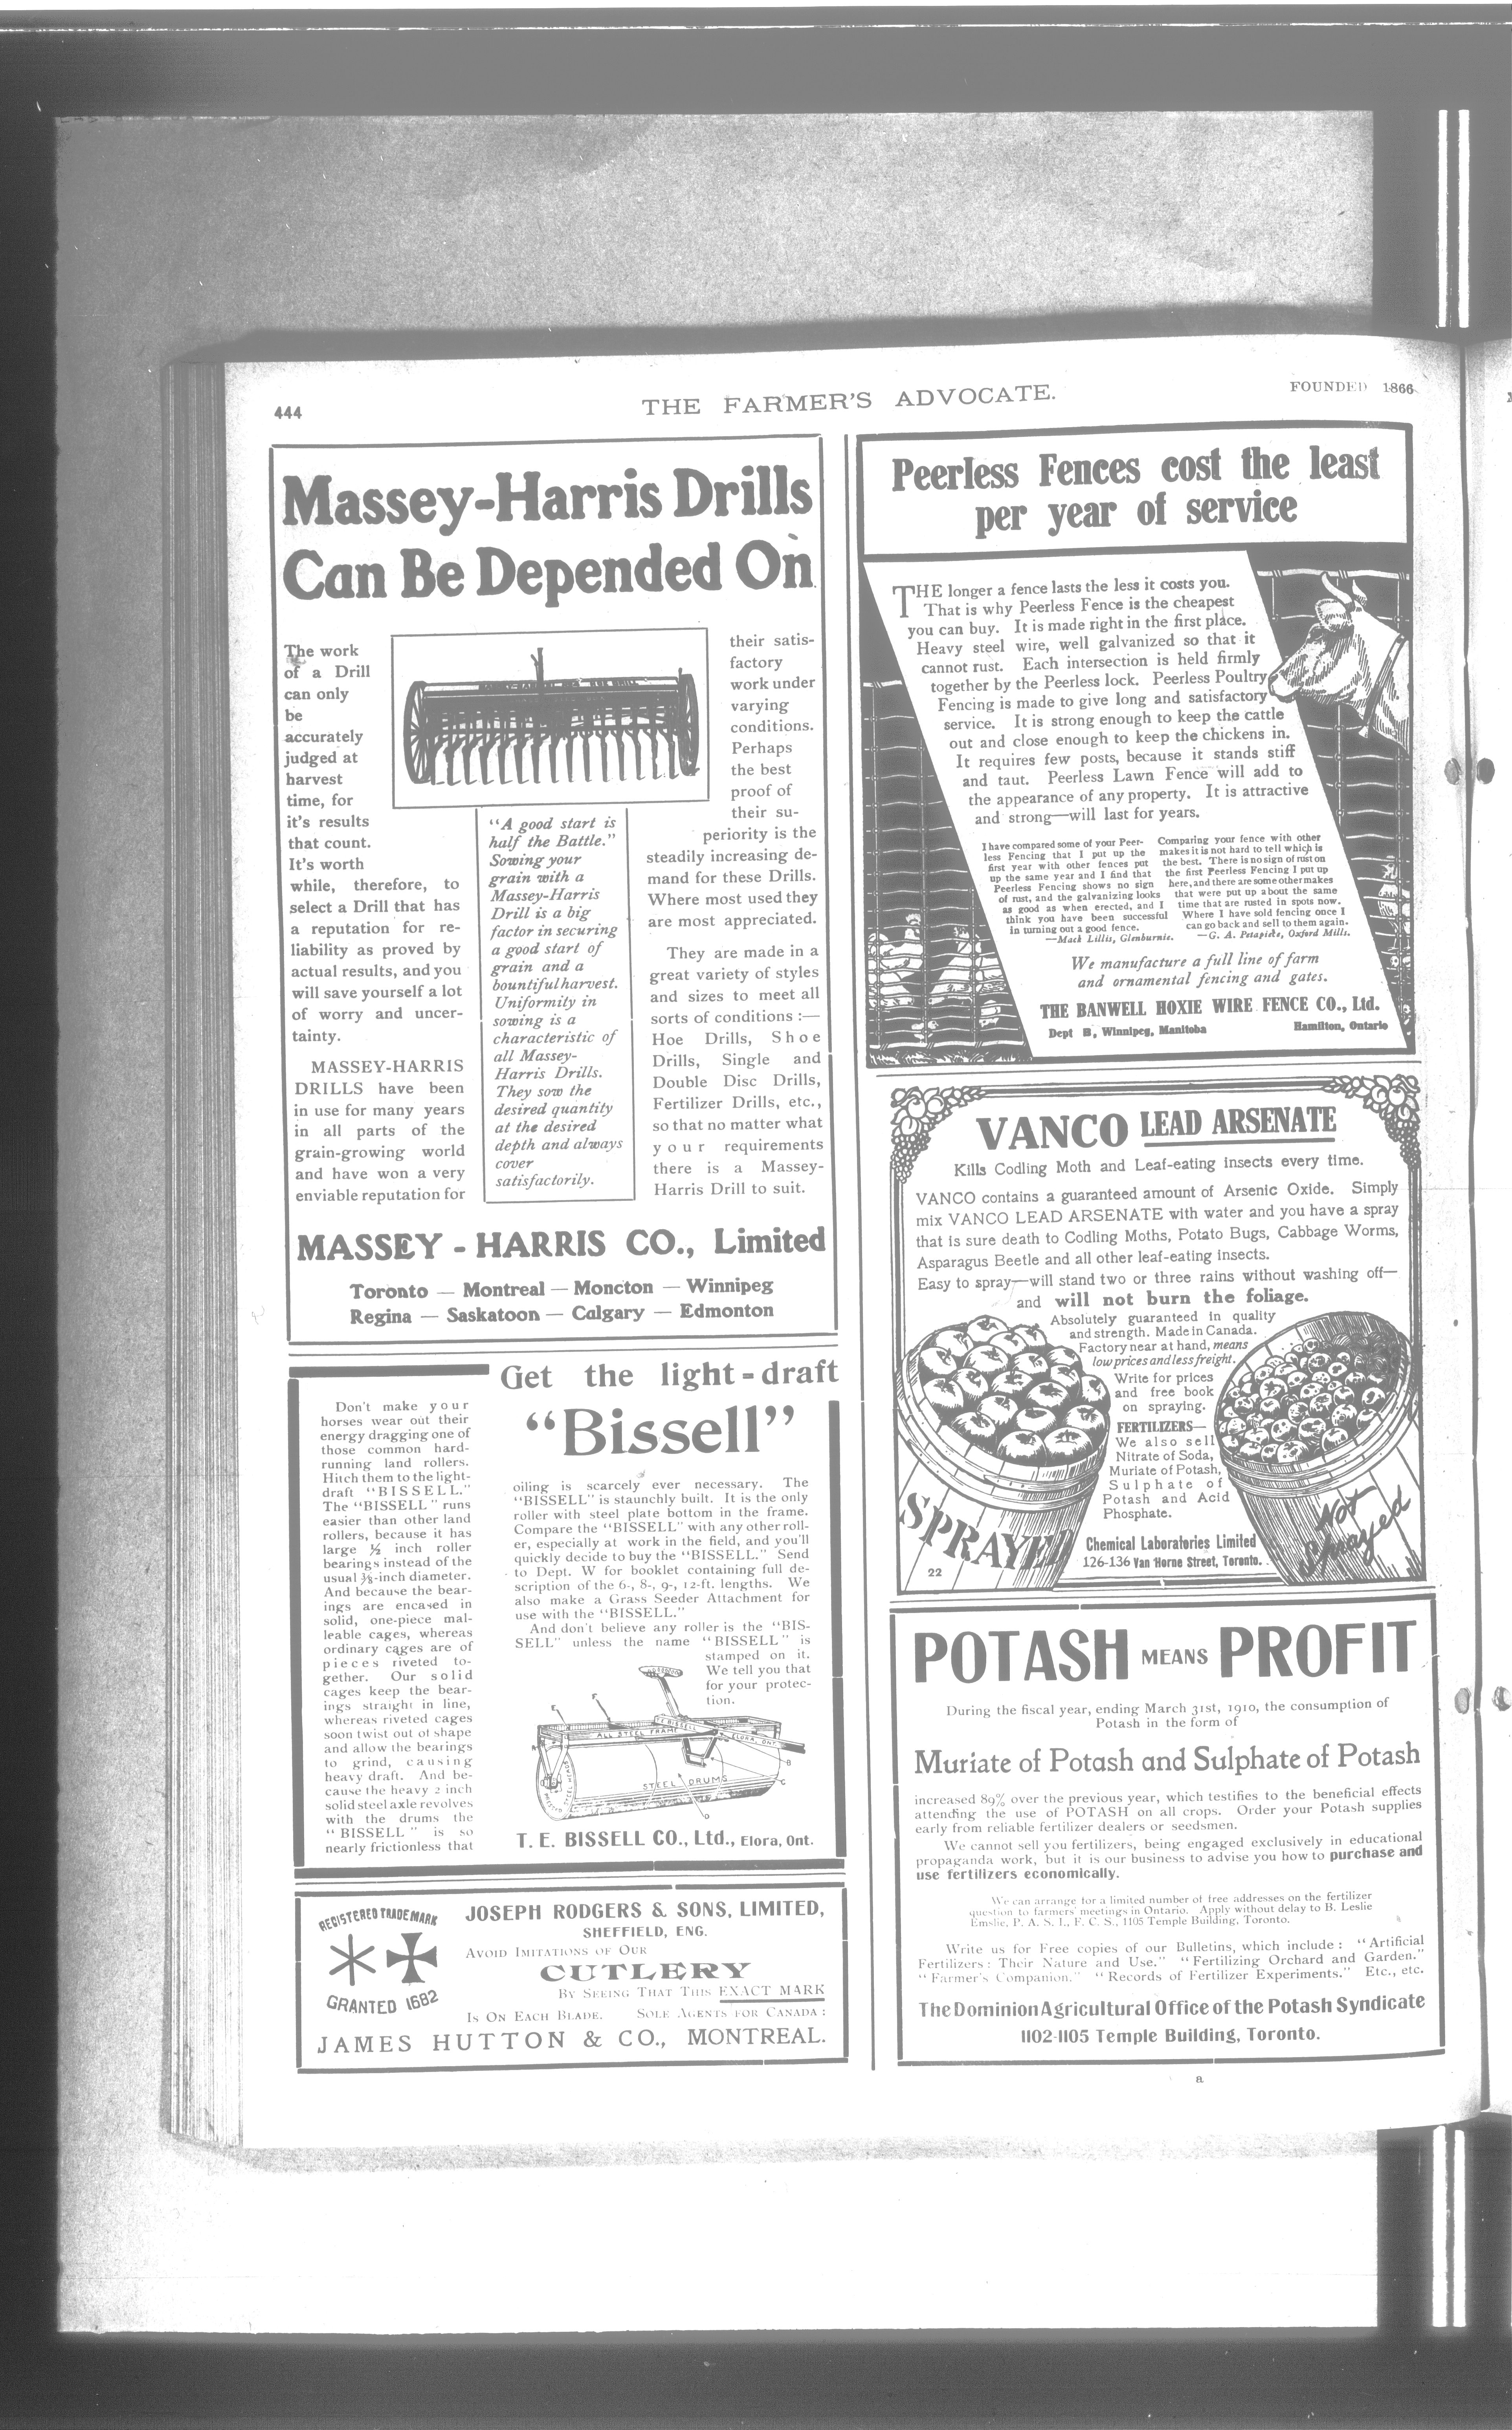 444
THE FARMER'S ADVOCATE.
FOUNDED 1866
Massey-Harris Drills
Can Be Depended On
The work
of a Drill
can only
be
accurately
judged at
harvest
time, for
it's results
that count.
It's worth
while, therefore, to
select a Drill that has
a reputation for re-
liability as proved by
actual results, and you
will save yourself a lot
of worry and uncer-
tainty.
MASSEY-HARRIS
DRILLS have been
in use for many years
in all parts of the
grain-growing world
and have won a very
enviable reputation for
"A good start is
half the Battle."
Sowing your
grain with a
Massey-Harris
Drill is a big
factor in securing
a good start of
grain and a
bountiful harvest.
Uniformity in
sowing is a
characteristic of
all Massey-
Harris Drills.
They sow the
desired quantity
at the desired
depth and always
cover
satisfactorily.
their satis-
factory
work under
varying
conditions.
Perhaps
the best
proof of
their su-
periority is the
steadily increasing de-
mand for these Drills.
Where most used they
are most appreciated.
They are made in a
great variety of styles
and sizes to meet all
sorts of conditions :—
Hoe Drills, Shoe
Drills, Single and
Double Disc Drills,
Fertilizer Drills, etc.,
so that no matter what
your requirements
there is a Massey-
Harris Drill to suit.
MASSEY - HARRIS CO., Limited
Toronto — Montreal — Moncton — Winnipeg
Regina — Saskatoon — Calgary — Edmonton
Get the light-draft
"Bissell"
Don't make your
horses wear out their
energy dragging one of
those common hard-
running land rollers.
Hitch them to the light-
draft "BISSELL."
The "BISSELL" runs
easier than other land
rollers, because it has
large ½ inch roller
bearings instead of the
usual ⅜-inch diameter.
And because the bear-
ings are encased in
solid, one-piece mal-
leable cages, whereas
ordinary cages are of
pieces riveted to-
gether. Our solid
cages keep the bear-
ings straight in line,
whereas riveted cages
soon twist out of shape
and allow the bearings
to grind, causing
heavy draft. And be-
cause the heavy 2 inch
solid steel axle revolves
with the drums the
"BISSELL" is so
nearly frictionless that
oiling is scarcely ever necessary. The
"BISSELL" is staunchly built. It is the only
roller with steel plate bottom in the frame.
Compare the "BISSELL" with any other roll-
er, especially at work in the field, and you'll
quickly decide to buy the "BISSELL." Send
to Dept. W for booklet containing full de-
scription of the 6-, 8-, 9-, 12-ft. lengths. We
also make a Grass Seeder Attachment for
use with the "BISSELL."
And don't believe any roller is the "BIS-
SELL" unless the name "BISSELL" is
stamped on it.
We tell you that
for your protec-
tion.
ALL STEEL FRAME
T.E. BISSELL
ELORA, ONT.
STEEL DRUMS
T. E. BISSELL CO., Ltd., Elora, Ont.
REGISTERED TRADE MARK
GRANTED 1682
JOSEPH RODGERS & SONS, LIMITED,
SHEFFIELD, ENG.
AVOID IMITATIONS OF OUR
CUTLERY
BY SEEING THAT THIS EXACT MARK
IS ON EACH BLADE. SOLE AGENTS FOR CANADA :
JAMES HUTTON & CO., MONTREAL.
Peerless Fences cost the least
per year of service
THE longer a fence lasts the less it costs you.
That is why Peerless Fence is the cheapest
you can buy. It is made right in the first place.
Heavy steel wire, well galvanized so that it
cannot rust. Each intersection is held firmly
together by the Peerless lock. Peerless Poultry
Fencing is made to give long and satisfactory
service. It is strong enough to keep the cattle
out and close enough to keep the chickens in.
It requires few posts, because it stands stiff
and taut. Peerless Lawn Fence will add to
the appearance of any property. It is attractive
and strong—will last for years.
I have compared some of your Peer-
less Fencing that I put up the
first year with other fences put
up the same year and I find that
Peerless Fencing shows no sign
of rust, and the galvanizing looks
as good as when erected, and I
think you have been successful
in turning out a good fence.
—Mack Lillis, Glenburnie.
Comparing your fence with other
makes it is not hard to tell which is
the best. There is no sign of rust on
the first Peerless Fencing I put up
here, and there are some other makes
that were put up about the same
time that are rusted in spots now.
Where I have sold fencing once I
can go back and sell to them again.
—G. A. Petapiece, Oxford Mills.
We manufacture a full line of farm
and ornamental fencing and gates.
THE BANWELL HOXIE WIRE FENCE CO., Ltd.
Dept B, Winnipeg, Manitoba Hamilton, Ontario
VANCO LEAD ARSENATE
Kills Codling Moth and Leaf-eating insects every time.
VANCO contains a guaranteed amount of Arsenic Oxide. Simply
mix VANCO LEAD ARSENATE with water and you have a spray
that is sure death to Codling Moths, Potato Bugs, Cabbage Worms,
Asparagus Beetle and all other leaf-eating insects.
Easy to spray—will stand two or three rains without washing off—
and will not burn the foliage.
Absolutely guaranteed in quality
and strength. Made in Canada.
Factory near at hand, means
low prices and less freight.
Write for prices
and free book
on spraying.
FERTILIZERS—
We also sell
Nitrate of Soda,
Muriate of Potash,
Sulphate of
Potash and Acid
Phosphate.
SPRAYED
Not Sprayed
Chemical Laboratories Limited
126-136 Van Horne Street, Toronto.
22
POTASH MEANS PROFIT
During the fiscal year, ending March 31st, 1910, the consumption of
Potash in the form of
Muriate of Potash and Sulphate of Potash
increased 89% over the previous year, which testifies to the beneficial effects
attending the use of POTASH on all crops. Order your Potash supplies
early from reliable fertilizer dealers or seedsmen.
We cannot sell you fertilizers, being engaged exclusively in educational
propaganda work, but it is our business to advise you how to purchase and
use fertilizers economically.
We can arrange for a limited number of free addresses on the fertilizer
question to farmers' meetings in Ontario. Apply without delay to B. Leslie
Emslie, P. A. S. I., F. C. S., 1105 Temple Building, Toronto.
Write us for Free copies of our Bulletins, which include : "Artificial
Fertilizers : Their Nature and Use." "Fertilizing Orchard and Garden."
"Farmer's Companion." "Records of Fertilizer Experiments." Etc., etc.
The Dominion Agricultural Office of the Potash Syndicate
1102-1105 Temple Building, Toronto.
a